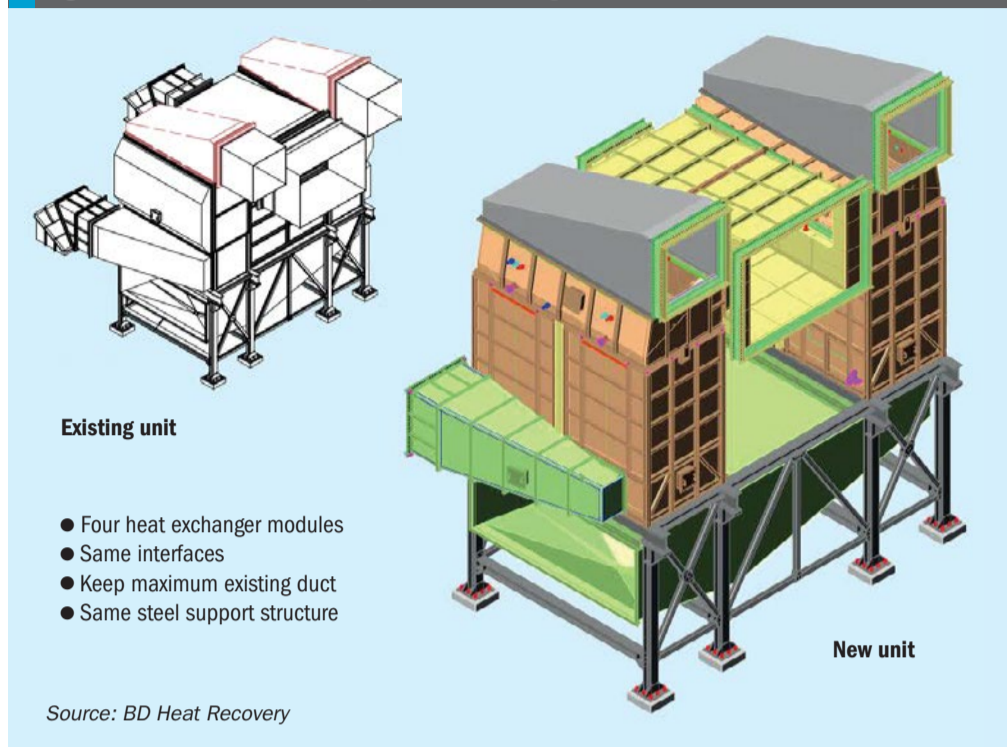 Existing unit
● Four heat exchanger modules
● Same interfaces
● Keep maximum existing duct
● Same steel support structure
New unit
Source: BD Heat Recovery